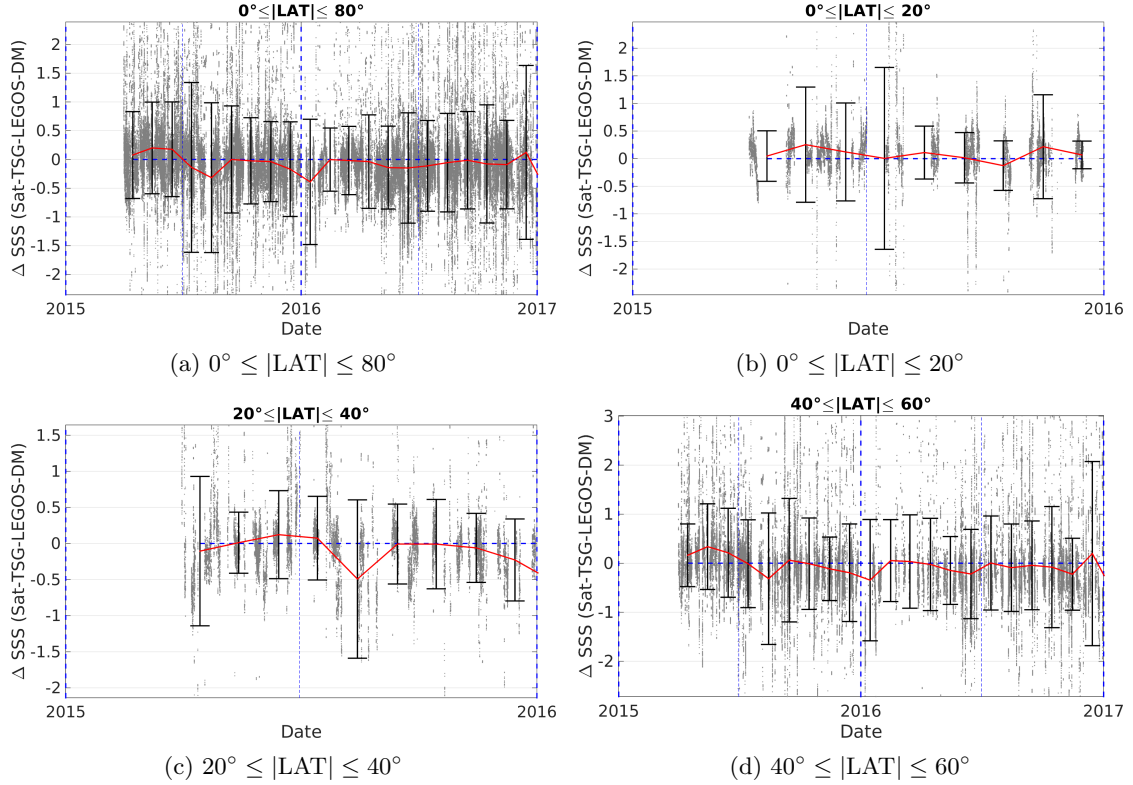 0°≤|LAT|≤ 80°
Δ SSS (Sat-TSG-LEGOS-DM)
2
1.5
1
0.5
0
-0.5
-1
-1.5
-2
2015 2016 2017
Date
(a) 0° ≤ |LAT| ≤ 80°
0°≤|LAT|≤ 20°
Δ SSS (Sat-TSG-LEGOS-DM)
2
1.5
1
0.5
0
-0.5
-1
-1.5
-2
2015 2016
Date
(b) 0° ≤ |LAT| ≤ 20°
20°≤|LAT|≤ 40°
Δ SSS (Sat-TSG-LEGOS-DM)
1.5
1
0.5
0
-0.5
-1
-1.5
-2
2015 2016
Date
(c) 20° ≤ |LAT| ≤ 40°
40°≤|LAT|≤ 60°
Δ SSS (Sat-TSG-LEGOS-DM)
3
2
1
0
-1
-2
2015 2016 2017
Date
(d) 40° ≤ |LAT| ≤ 60°